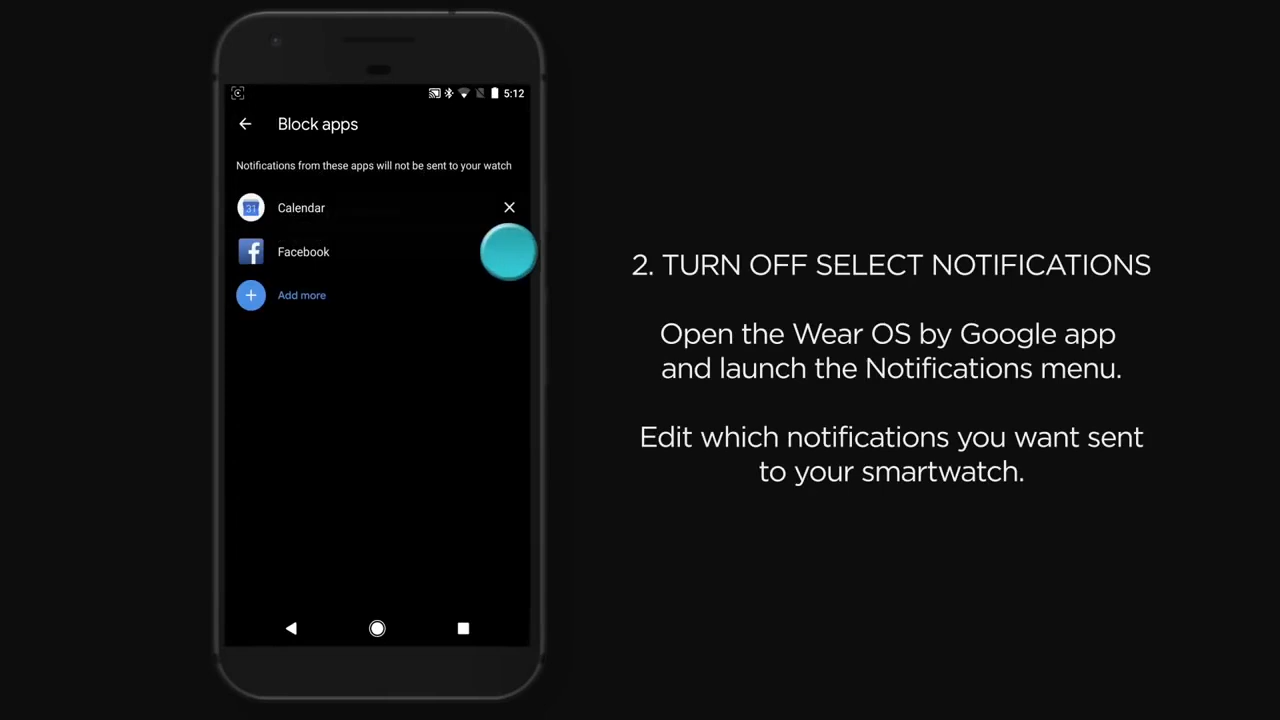 5:12
Block apps
Notifications from these apps will not be sent to your watch
31
Calendar
Facebook
Add more
2. TURN OFF SELECT NOTIFICATIONS
Open the Wear OS by Google app
and launch the Notifications menu.
Edit which notifications you want sent
to your smartwatch.